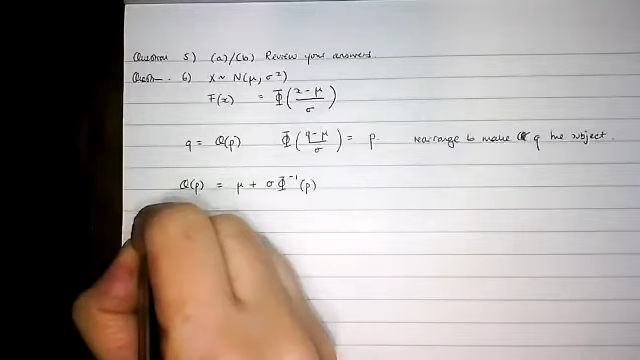 Question 5) (a)/(b) Review your answers.
Question 6) X ~ N(μ, σ²)
F(x) = Φ((x - μ)/σ)
q = Q(p) Φ((q - μ)/σ) = p. rearrange to make q the subject.
Q(p) = μ + σ Φ⁻¹(p)